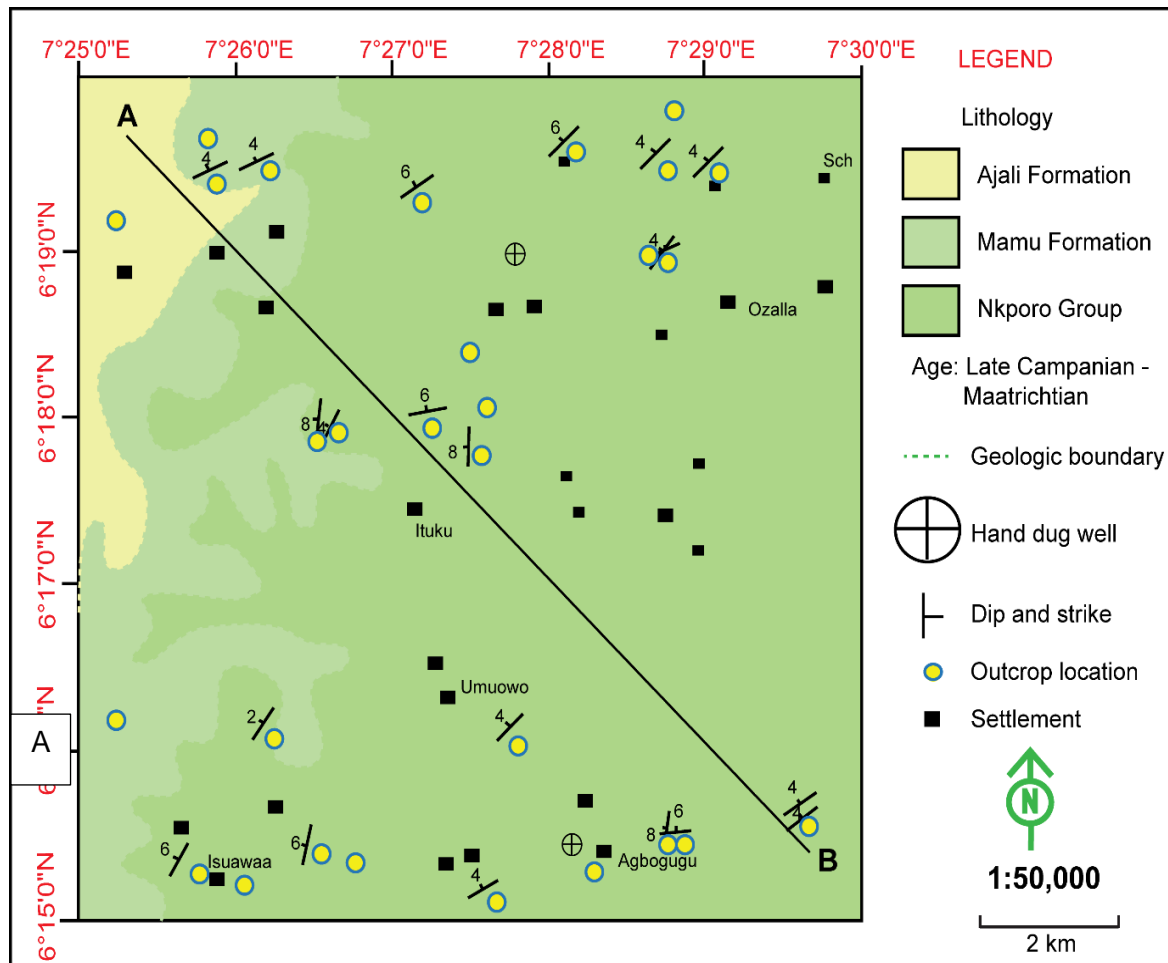 7°25'0"E 7°26'0"E 7°27'0"E 7°28'0"E 7°29'0"E 7°30'0"E
LEGEND
Lithology
Ajali Formation
Mamu Formation
Nkporo Group
Age: Late Campanian -
Maatrichtian
Geologic boundary
Hand dug well
Dip and strike
Outcrop location
Settlement
N
1:50,000
2 km
A
4
4
6
6
4
4
Sch
6°19'0"N
4
Ozalla
6°18'0"N
8
4
6
8
Ituku
6°17'0"N
Umuowo
2
4
A
4
4
B
6
Isuawaa
6
4
Agbogugu
8
6
6°15'0"N